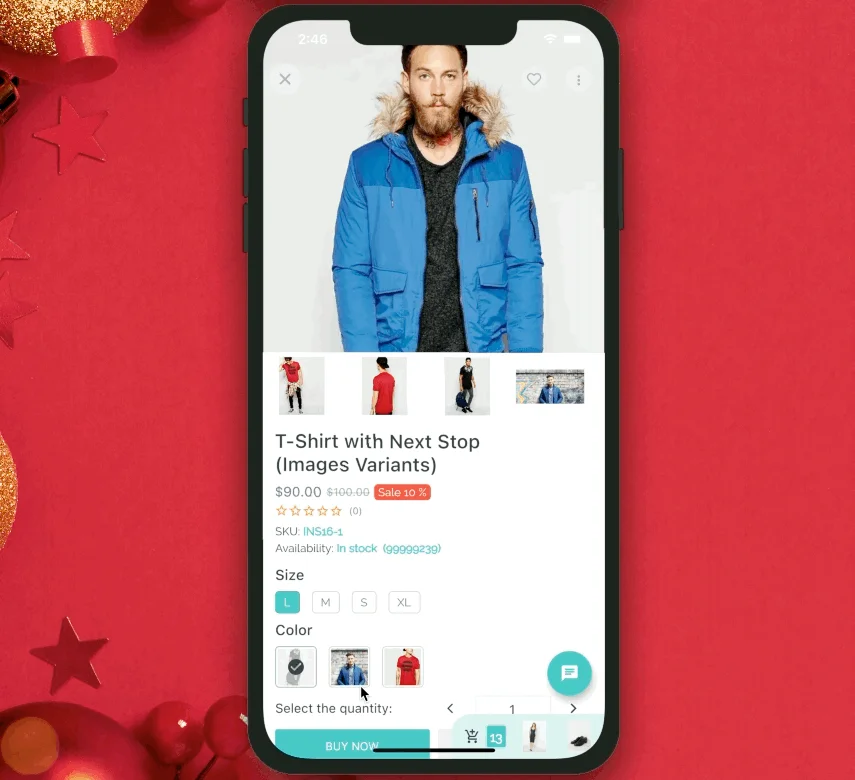 2:46
T-Shirt with Next Stop
(Images Variants)
$90.00 $100.00 Sale 10 %
(0)
SKU: INS16-1
Availability: In stock (99999239)
Size
L M S XL
Color
Select the quantity: 1
13
BUY NOW